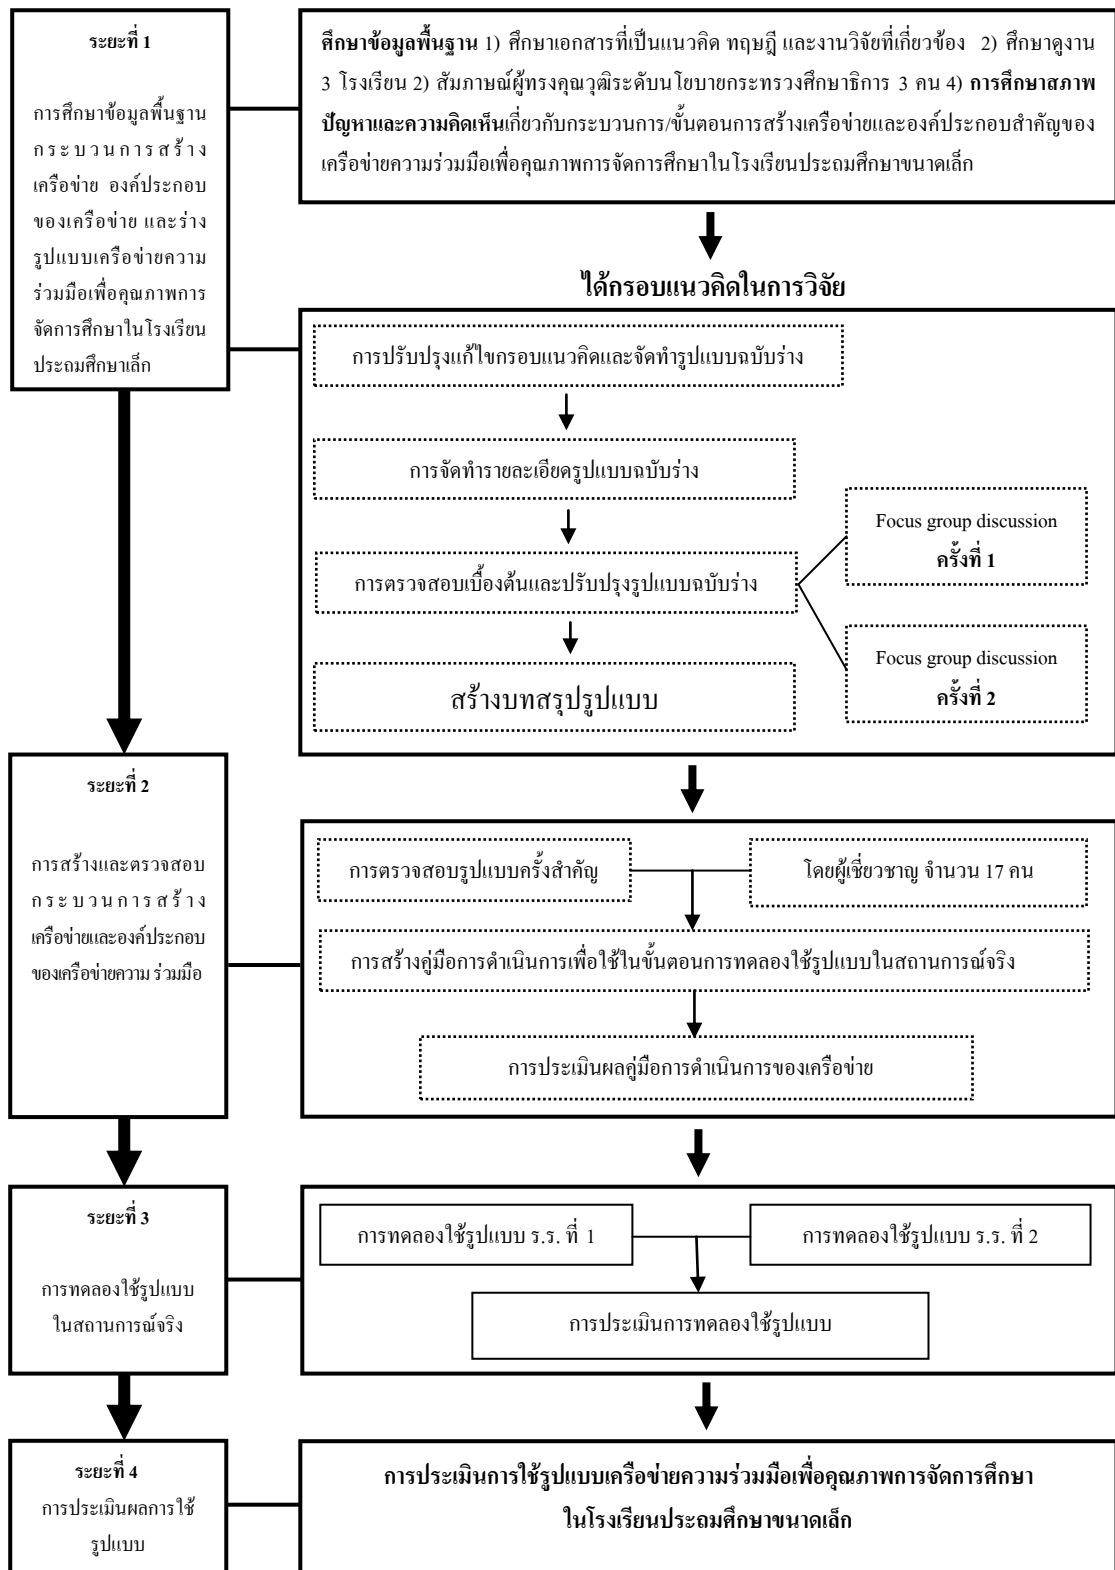 ระยะที่ 1
การศึกษาข้อมูลพื้นฐาน
กระบวนการสร้าง
เครือข่าย องค์ประกอบ
ของเครือข่าย และร่าง
รูปแบบเครือข่ายความ
ร่วมมือเพื่อคุณภาพการ
จัดการศึกษาในโรงเรียน
ประถมศึกษาเล็ก
ศึกษาข้อมูลพื้นฐาน 1) ศึกษาเอกสารที่เป็นแนวคิด ทฤษฎี และงานวิจัยที่เกี่ยวข้อง 2) ศึกษาดูงาน
3 โรงเรียน 2) สัมภาษณ์ผู้ทรงคุณวุฒิระดับนโยบายกระทรวงศึกษาธิการ 3 คน 4) การศึกษาสภาพ
ปัญหาและความคิดเห็นเกี่ยวกับกระบวนการ/ขั้นตอนการสร้างเครือข่ายและองค์ประกอบสำคัญของ
เครือข่ายความร่วมมือเพื่อคุณภาพการจัดการศึกษาในโรงเรียนประถมศึกษาขนาดเล็ก
ได้กรอบแนวคิดในการวิจัย
การปรับปรุงแก้ไขกรอบแนวคิดและจัดทำรูปแบบฉบับร่าง
การจัดทำรายละเอียดรูปแบบฉบับร่าง
การตรวจสอบเบื้องต้นและปรับปรุงรูปแบบฉบับร่าง
Focus group discussion
ครั้งที่ 1
Focus group discussion
ครั้งที่ 2
สร้างบทสรุปรูปแบบ
ระยะที่ 2
การสร้างและตรวจสอบ
กระบวนการสร้าง
เครือข่ายและองค์ประกอบ
ของเครือข่ายความ ร่วมมือ
การตรวจสอบรูปแบบครั้งสำคัญ
โดยผู้เชี่ยวชาญ จำนวน 17 คน
การสร้างคู่มือการดำเนินการเพื่อใช้ในขั้นตอนการทดลองใช้รูปแบบในสถานการณ์จริง
การประเมินผลคู่มือการดำเนินการของเครือข่าย
ระยะที่ 3
การทดลองใช้รูปแบบ
ในสถานการณ์จริง
การทดลองใช้รูปแบบ ร.ร. ที่ 1
การทดลองใช้รูปแบบ ร.ร. ที่ 2
การประเมินการทดลองใช้รูปแบบ
ระยะที่ 4
การประเมินผลการใช้
รูปแบบ
การประเมินการใช้รูปแบบเครือข่ายความร่วมมือเพื่อคุณภาพการจัดการศึกษา
ในโรงเรียนประถมศึกษาขนาดเล็ก